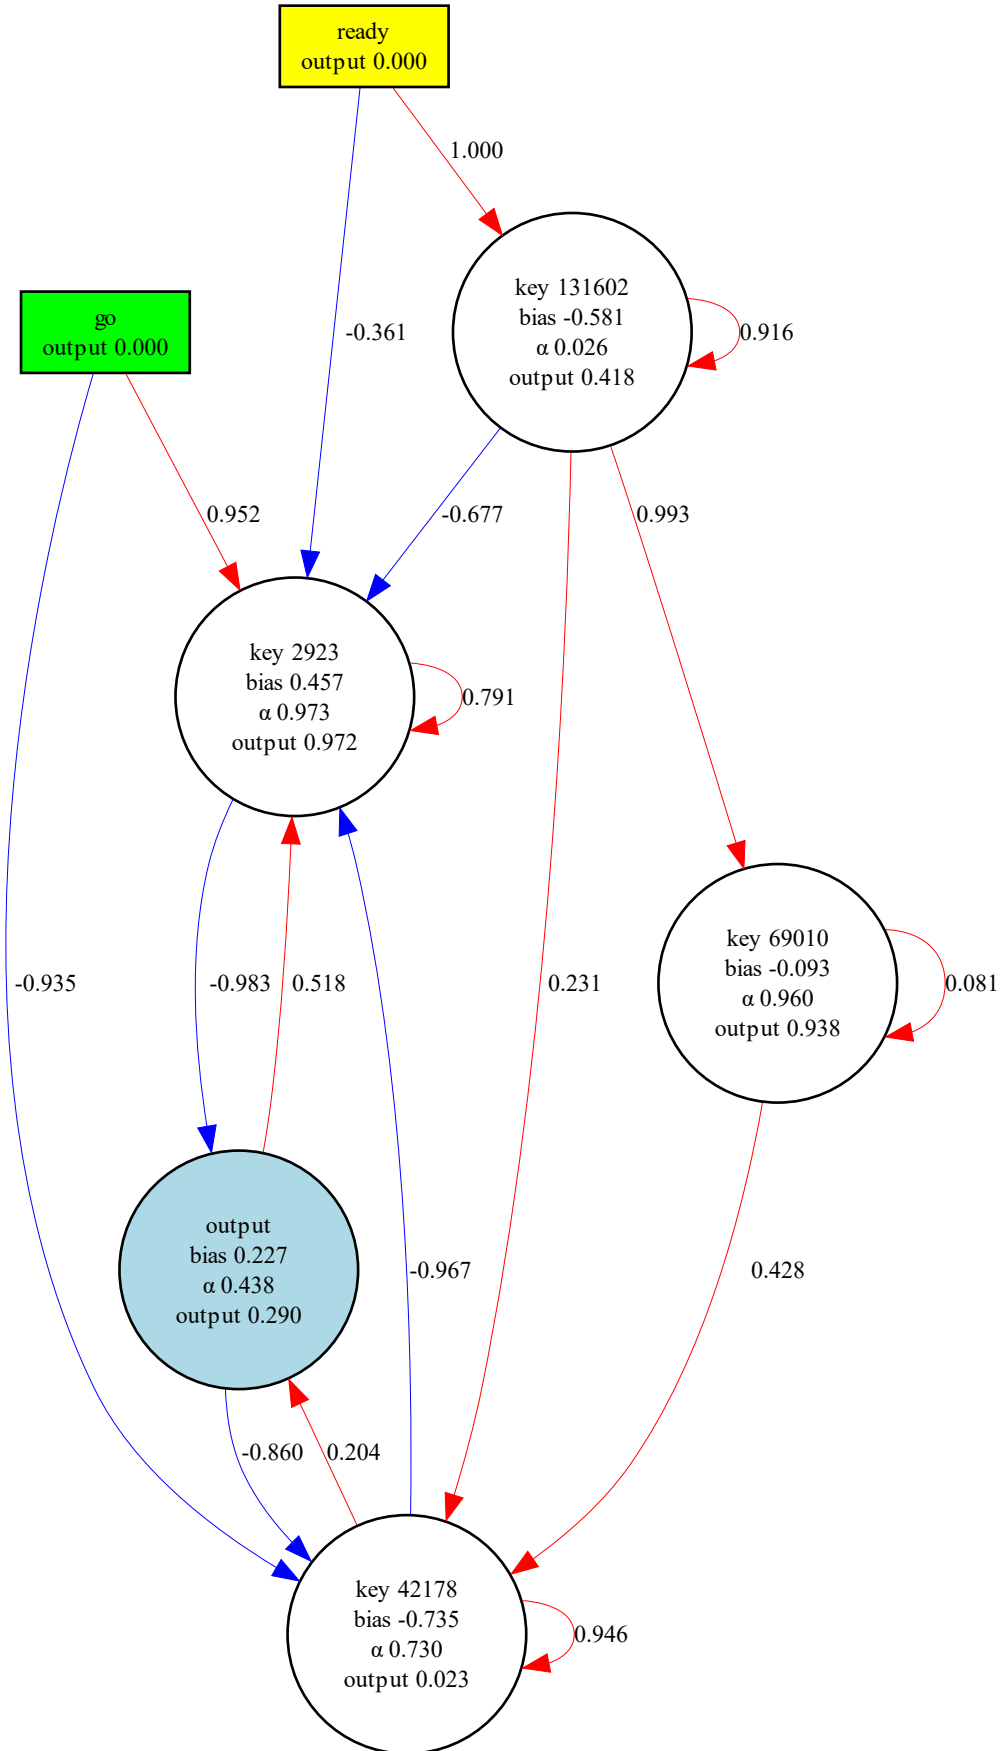 ready
output 0.000
1.000
key 131602
bias -0.581
α 0.026
output 0.418
0.916
-0.361
go
output 0.000
0.952
-0.677
0.993
key 2923
bias 0.457
α 0.973
output 0.972
0.791
key 69010
bias -0.093
α 0.960
output 0.938
0.081
-0.935
-0.983
0.518
0.231
output
bias 0.227
α 0.438
output 0.290
-0.967
0.428
-0.860
0.204
key 42178
bias -0.735
α 0.730
output 0.023
0.946